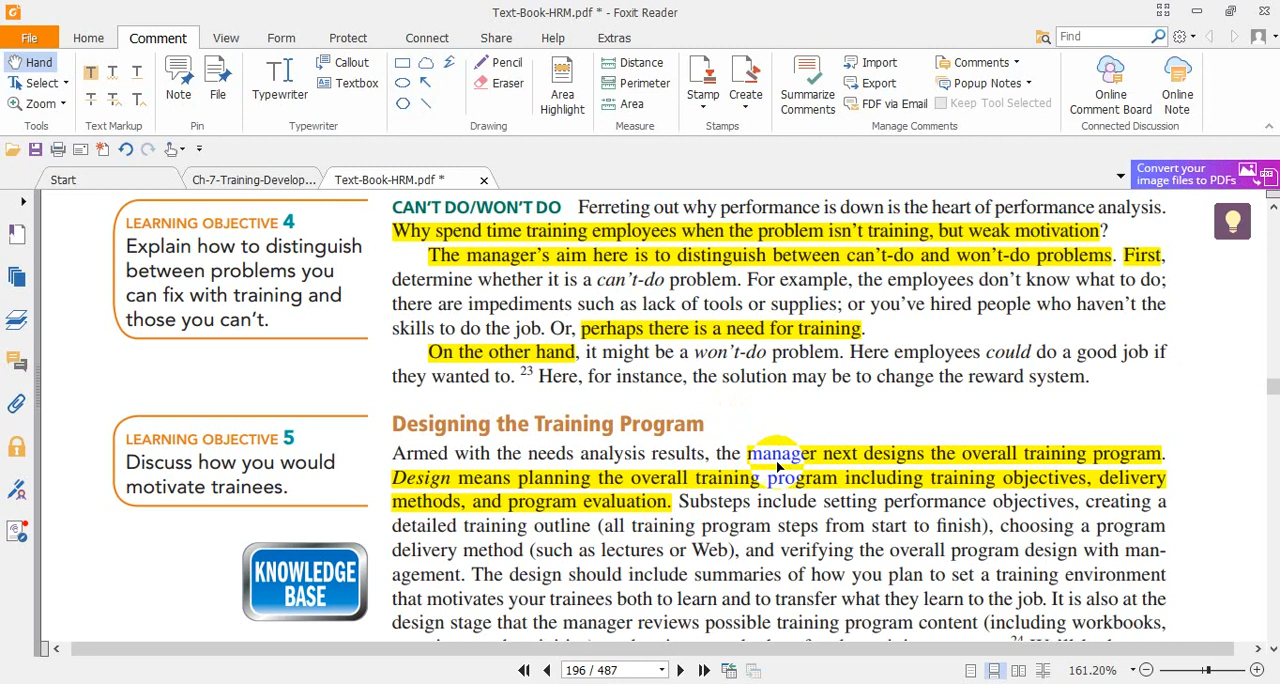 Text-Book-HRM.pdf * - Foxit Reader
File Home Comment View Form Protect Connect Share Help Extras Find
Hand
Select
Zoom
Tools
Text Markup
Note File
Pin
Typewriter
Callout
Textbox
Typewriter
Pencil
Eraser
Drawing
Area
Highlight
Distance
Perimeter
Area
Measure
Stamp Create
Stamps
Summarize
Comments
Import
Export
FDF via Email
Comments
Popup Notes
Keep Tool Selected
Manage Comments
Online
Comment Board
Online
Note
Connected Discussion
Start Ch-7-Training-Develop... Text-Book-HRM.pdf *
Convert your
image files to PDFs
LEARNING OBJECTIVE 4
Explain how to distinguish
between problems you
can fix with training and
those you can't.
CAN'T DO/WON'T DO Ferreting out why performance is down is the heart of performance analysis.
Why spend time training employees when the problem isn't training, but weak motivation?
The manager's aim here is to distinguish between can't-do and won't-do problems. First,
determine whether it is a can't-do problem. For example, the employees don't know what to do;
there are impediments such as lack of tools or supplies; or you've hired people who haven't the
skills to do the job. Or, perhaps there is a need for training.
On the other hand, it might be a won't-do problem. Here employees could do a good job if
they wanted to. 23 Here, for instance, the solution may be to change the reward system.
LEARNING OBJECTIVE 5
Discuss how you would
motivate trainees.
KNOWLEDGE
BASE
Designing the Training Program
Armed with the needs analysis results, the manager next designs the overall training program.
Design means planning the overall training program including training objectives, delivery
methods, and program evaluation. Substeps include setting performance objectives, creating a
detailed training outline (all training program steps from start to finish), choosing a program
delivery method (such as lectures or Web), and verifying the overall program design with man-
agement. The design should include summaries of how you plan to set a training environment
that motivates your trainees both to learn and to transfer what they learn to the job. It is also at the
design stage that the manager reviews possible training program content (including workbooks,
196 / 487
161.20%